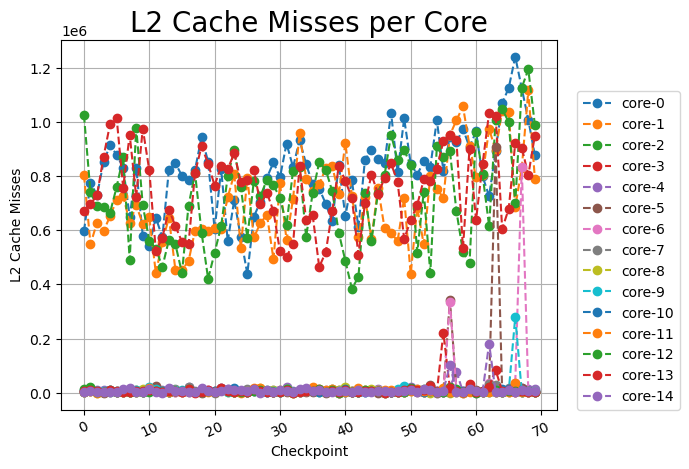 L2 Cache Misses per Core
1e6
1.2
1.0
0.8
0.6
0.4
0.2
0.0
L2 Cache Misses
0 10 20 30 40 50 60 70
Checkpoint
core-0
core-1
core-2
core-3
core-4
core-5
core-6
core-7
core-8
core-9
core-10
core-11
core-12
core-13
core-14